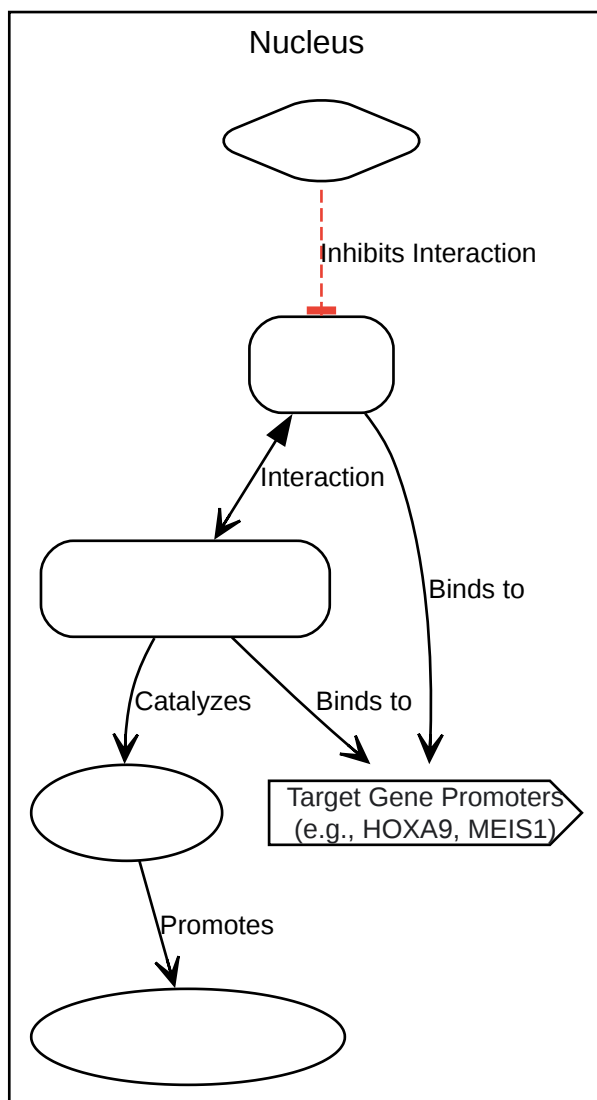 Nucleus
Inhibits Interaction
Interaction
Binds to
Catalyzes
Binds to
Target Gene Promoters
(e.g., HOXA9, MEIS1)
Promotes